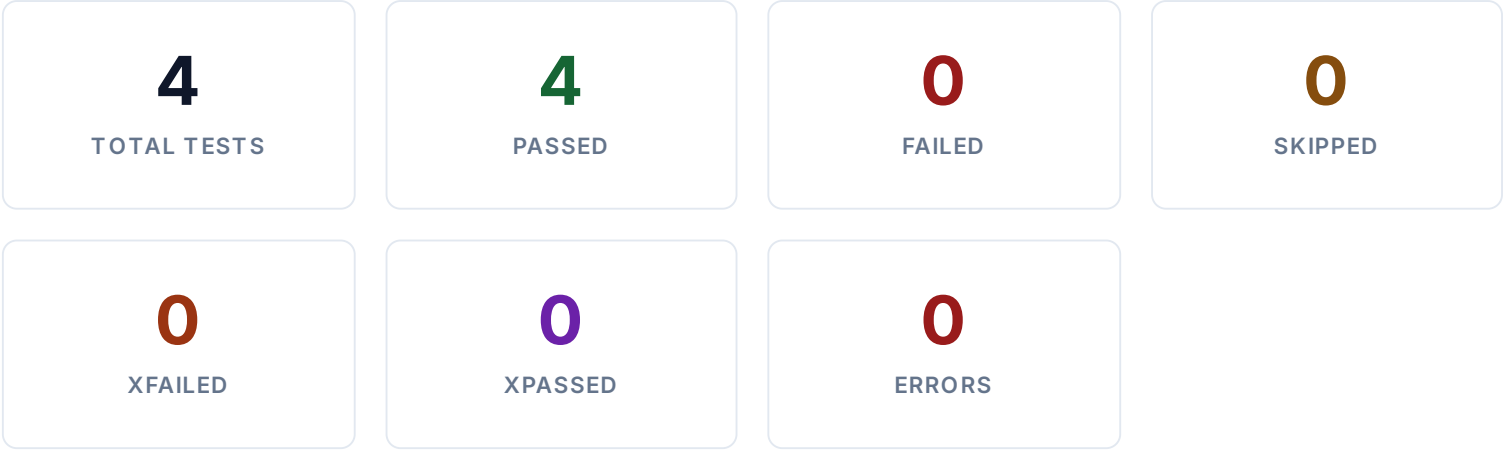 4
TOTAL TESTS
4
PASSED
0
FAILED
0
SKIPPED
0
XFAILED
0
XPASSED
0
ERRORS